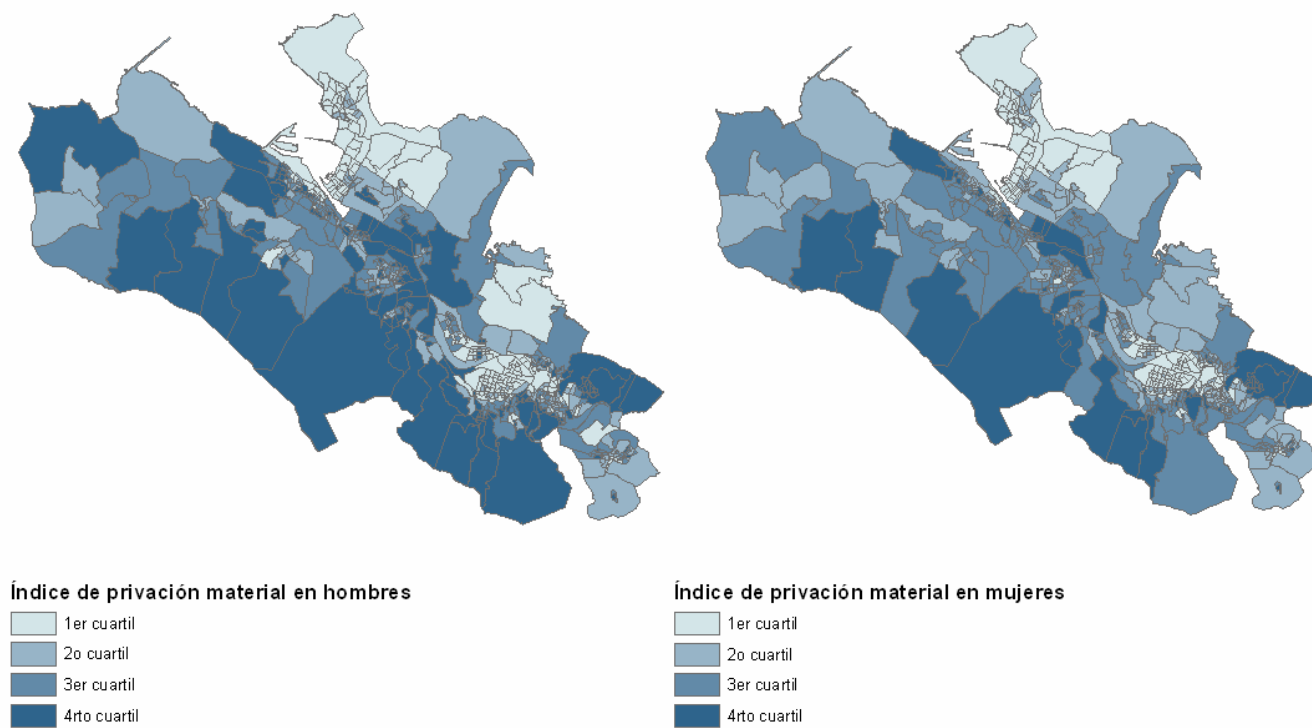 Índice de privación material en hombres
1er cuartil
2o cuartil
3er cuartil
4rto cuartil
Índice de privación material en mujeres
1er cuartil
2o cuartil
3er cuartil
4rto cuartil